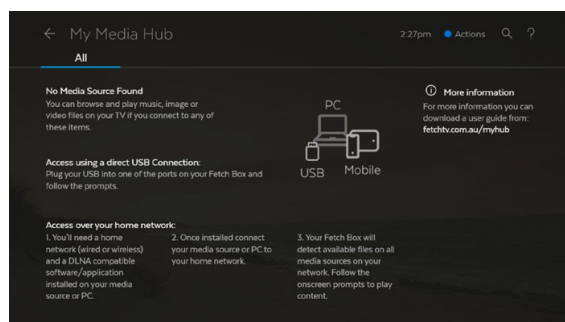 ← My Media Hub
2:27pm Actions ?
All
No Media Source Found
You can browse and play music, image or
video files on your TV if you connect to any of
these items.
Access using a direct USB Connection:
Plug your USB into one of the ports on your Fetch Box and
follow the prompts.
PC
USB Mobile
More information
For more information you can
download a user guide from:
fetchtv.com.au/myhub
Access over your home network:
1. You'll need a home
network (wired or wireless)
and a DLNA compatible
software/application
installed on your media
source or PC.
2. Once installed connect
your media source or PC to
your home network.
3. Your Fetch Box will
detect available files on all
media sources on your
network. Follow the
onscreen prompts to play
content.